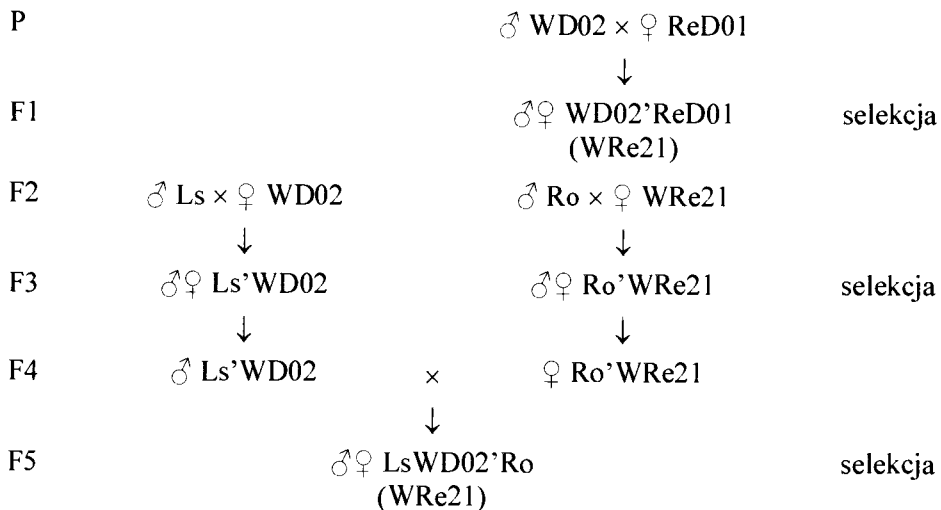 P ♂ WD02 × ♀ ReD01
↓
F1 ♂♀ WD02’ReD01 selekcja
(WRe21)
F2 ♂ Ls × ♀ WD02 ♂ Ro × ♀ WRe21
↓ ↓
F3 ♂♀ Ls’WD02 ♂♀ Ro’WRe21 selekcja
↓ ↓
F4 ♂ Ls’WD02 × ♀ Ro’WRe21
↓
F5 ♂♀ LsWD02’Ro selekcja
(WRe21)